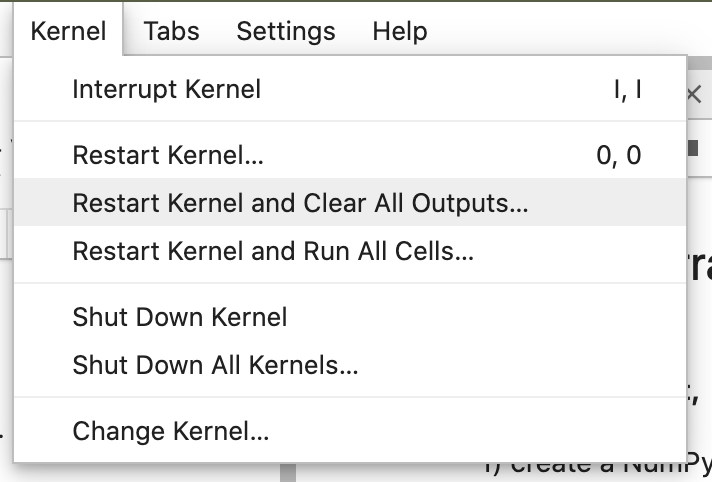 Kernel Tabs Settings Help
Interrupt Kernel I, I
Restart Kernel... 0, 0
Restart Kernel and Clear All Outputs...
Restart Kernel and Run All Cells...
Shut Down Kernel
Shut Down All Kernels...
Change Kernel...
create a NumPy